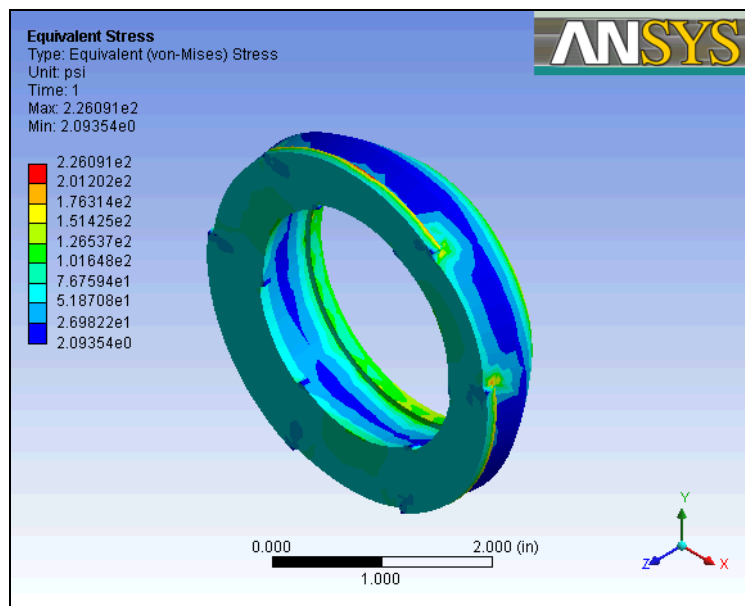 Equivalent Stress
Type: Equivalent (von-Mises) Stress
Unit: psi
Time: 1
Max: 2.26091e2
Min: 2.09354e0
ANSYS
2.26091e2
2.01202e2
1.76314e2
1.51425e2
1.26537e2
1.01648e2
7.67594e1
5.18708e1
2.69822e1
2.09354e0
0.000 2.000 (in)
1.000
Y
Z X